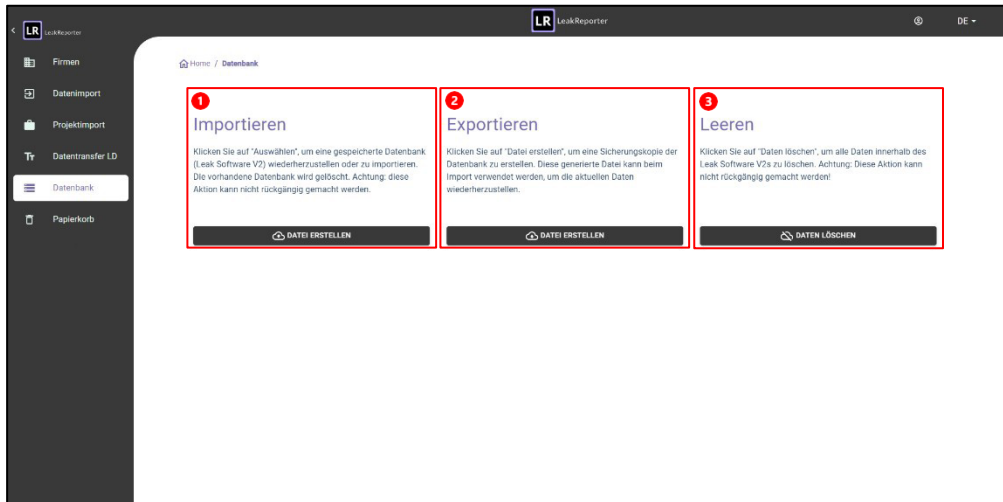 LR LeakReporter
LR LeakReporter
DE
Firmen
Datenimport
Projektimport
Tr Datentransfer LD
Datenbank
Papierkorb
Home / Datenbank
1
Importieren
Klicken Sie auf "Auswählen", um eine gespeicherte Datenbank
(Leak Software V2) wiederherzustellen oder zu importieren.
Die vorhandene Datenbank wird gelöscht. Achtung: diese
Aktion kann nicht rückgängig gemacht werden.
DATEI ERSTELLEN
2
Exportieren
Klicken Sie auf "Datei erstellen", um eine Sicherungskopie der
Datenbank zu erstellen. Diese generierte Datei kann beim
Import verwendet werden, um die aktuellen Daten
wiederherzustellen.
DATEI ERSTELLEN
3
Leeren
Klicken Sie auf "Daten löschen", um alle Daten innerhalb des
Leak Software V2s zu löschen. Achtung: Diese Aktion kann
nicht rückgängig gemacht werden!
DATEN LÖSCHEN